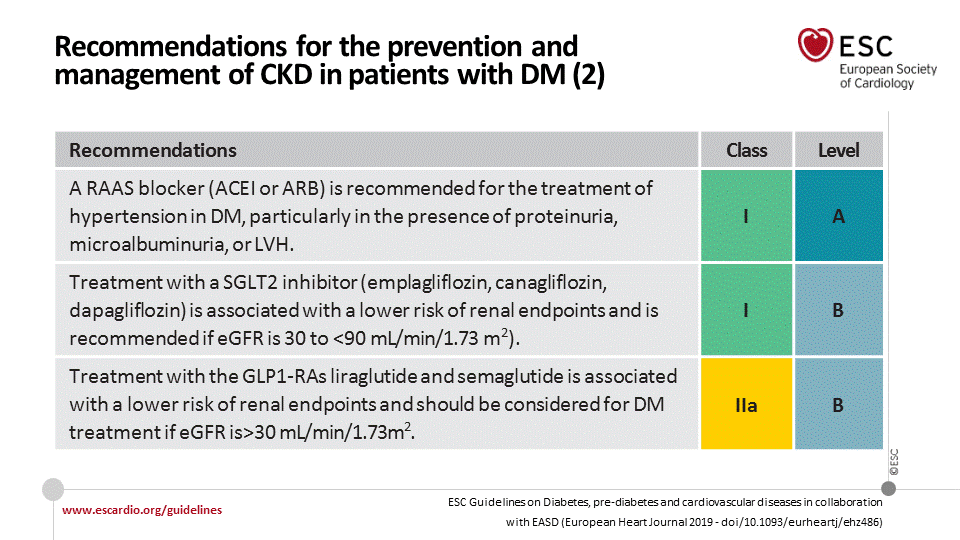 Recommendations for the prevention and
management of CKD in patients with DM (2)
ESC
European Society
of Cardiology
Recommendations Class Level
A RAAS blocker (ACEI or ARB) is recommended for the treatment of
hypertension in DM, particularly in the presence of proteinuria,
microalbuminuria, or LVH.
I A
Treatment with a SGLT2 inhibitor (emplagliflozin, canagliflozin,
dapagliflozin) is associated with a lower risk of renal endpoints and is
recommended if eGFR is 30 to <90 mL/min/1.73 m²).
I B
Treatment with the GLP1-RAs liraglutide and semaglutide is associated
with a lower risk of renal endpoints and should be considered for DM
treatment if eGFR is>30 mL/min/1.73m².
IIa B
©ESC
www.escardio.org/guidelines
ESC Guidelines on Diabetes, pre-diabetes and cardiovascular diseases in collaboration
with EASD (European Heart Journal 2019 - doi/10.1093/eurheartj/ehz486)